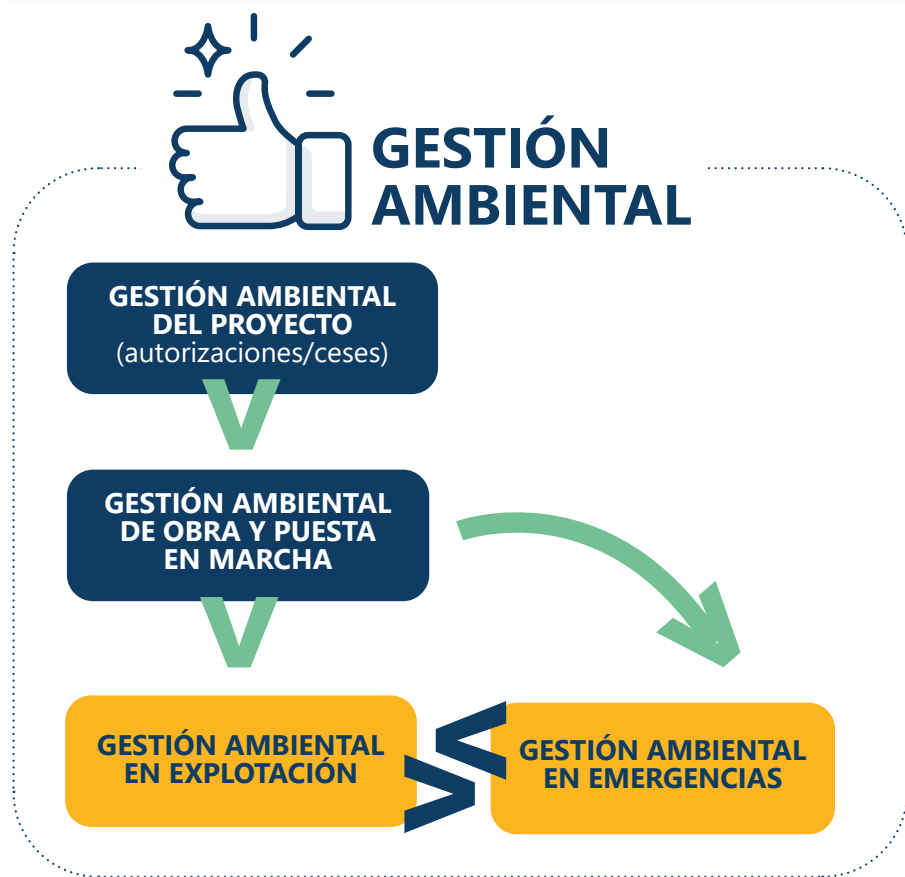 GESTIÓN
AMBIENTAL
GESTIÓN AMBIENTAL
DEL PROYECTO
(autorizaciones/ceses)
GESTIÓN AMBIENTAL
DE OBRA Y PUESTA
EN MARCHA
GESTIÓN AMBIENTAL
EN EXPLOTACIÓN
GESTIÓN AMBIENTAL
EN EMERGENCIAS